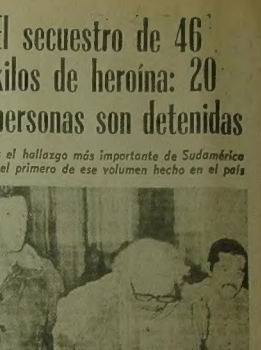 El secuestro de 46
kilos de heroína: 20
personas son detenidas
s el hallazgo más importante de Sudamérica
el primero de ese volumen hecho en el país